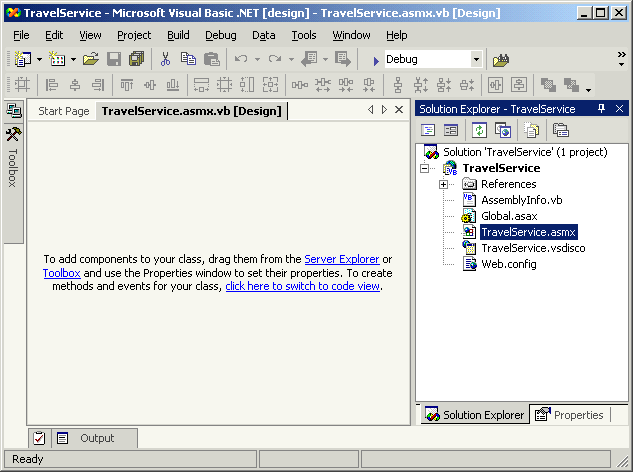 TravelService - Microsoft Visual Basic .NET [design] - TravelService.asmx.vb [Design]
File Edit View Project Build Debug Data Tools Window Help
Debug
Start Page TravelService.asmx.vb [Design]
Toolbox
To add components to your class, drag them from the Server Explorer or
Toolbox and use the Properties window to set their properties. To create
methods and events for your class, click here to switch to code view.
Solution Explorer - TravelService
Solution 'TravelService' (1 project)
TravelService
References
AssemblyInfo.vb
Global.asax
TravelService.asmx
TravelService.vsdisco
Web.config
Solution Explorer Properties
Output
Ready